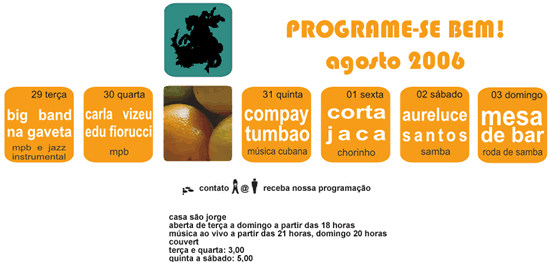 PROGRAME-SE BEM!
agosto 2006
29 terça
big band
na gaveta
mpb e jazz
instrumental
30 quarta
carla vizeu
edu fiorucci
mpb
31 quinta
compay
tumbao
música cubana
01 sexta
corta
jaca
chorinho
02 sábado
aureluce
santos
samba
03 domingo
mesa
de bar
roda de samba
contato @ receba nossa programação
casa são jorge
aberta de terça a domingo a partir das 18 horas
música ao vivo a partir das 21 horas, domingo 20 horas
couvert
terça e quarta: 3,00
quinta a sábado: 5,00